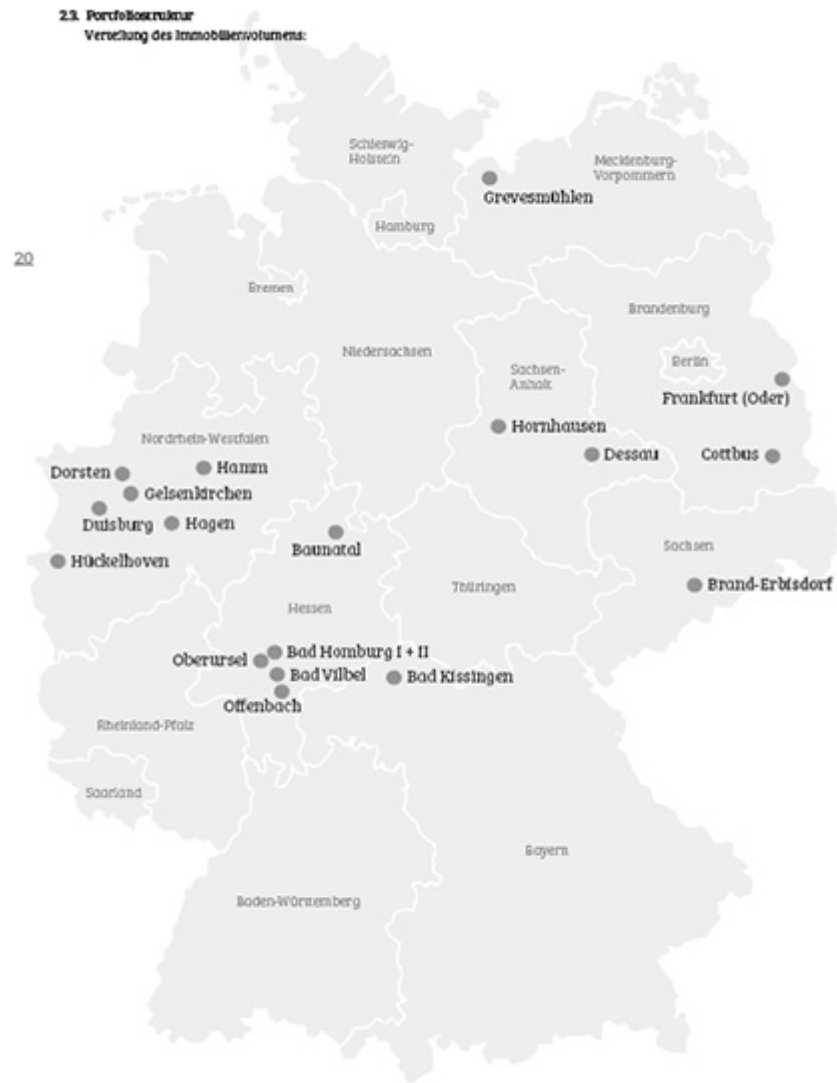 2.3. Portfoliostruktur
Verteilung des Immobilienvolumens:
Schleswig-
Holstein
Mecklenburg-
Vorpommern
Grevesmühlen
Hamburg
20
Bremen
Brandenburg
Niedersachsen
Berlin
Sachsen-
Anhalt
Frankfurt (Oder)
Hornhausen
Nordrhein-Westfalen
Dessau
Cottbus
Dorsten
Hamm
Gelsenkirchen
Duisburg
Hagen
Baunatal
Sachsen
Hückelhoven
Thüringen
Brand-Erbisdorf
Hessen
Bad Homburg I + II
Oberursel
Bad Vilbel
Bad Kissingen
Offenbach
Rheinland-Pfalz
Saarland
Bayern
Baden-Württemberg